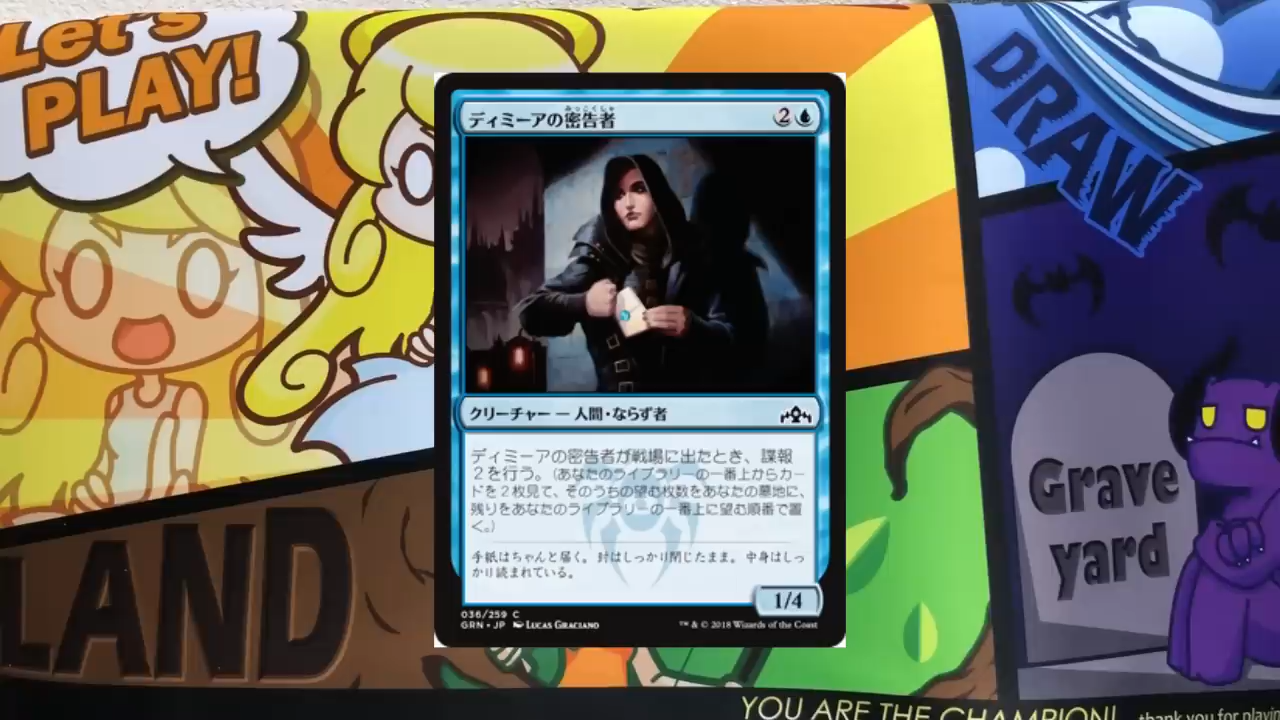 Let's
PLAY!
DRAW
ディミーアの密告者
みっこくしゃ
2
クリーチャー — 人間・ならず者
ディミーアの密告者が戦場に出たとき、諜報
2を行う。（あなたのライブラリーの一番上からカー
ドを2枚見て、そのうちの望む枚数をあなたの墓地に、
残りをあなたのライブラリーの一番上に望む順番で置
く。）
手紙はちゃんと届く。封はしっかり閉じたまま。中身はしっ
かり読まれている。
1/4
036/259 C
GRN • JP LUCAS GRACIANO
™ & © 2018 Wizards of the Coast
LAND
Grave
yard
YOU ARE THE CHAMPION!
thank you for playin